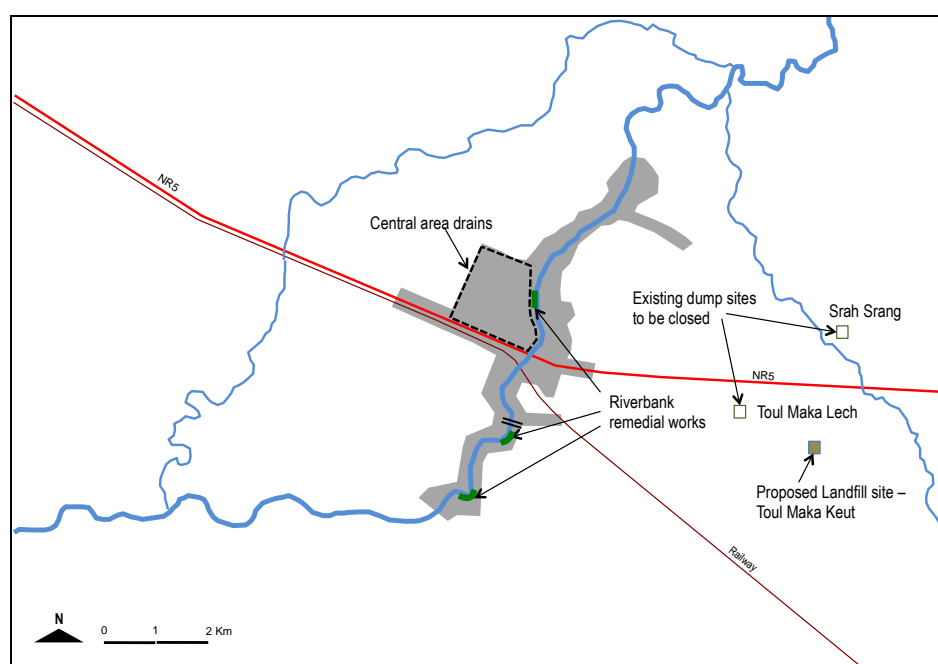 NR5
Central area drains
Existing dump sites
to be closed
Srah Srang
NR5
Riverbank
remedial works
Toul Maka Lech
Proposed Landfill site –
Toul Maka Keut
Railway
N
0 1 2 Km